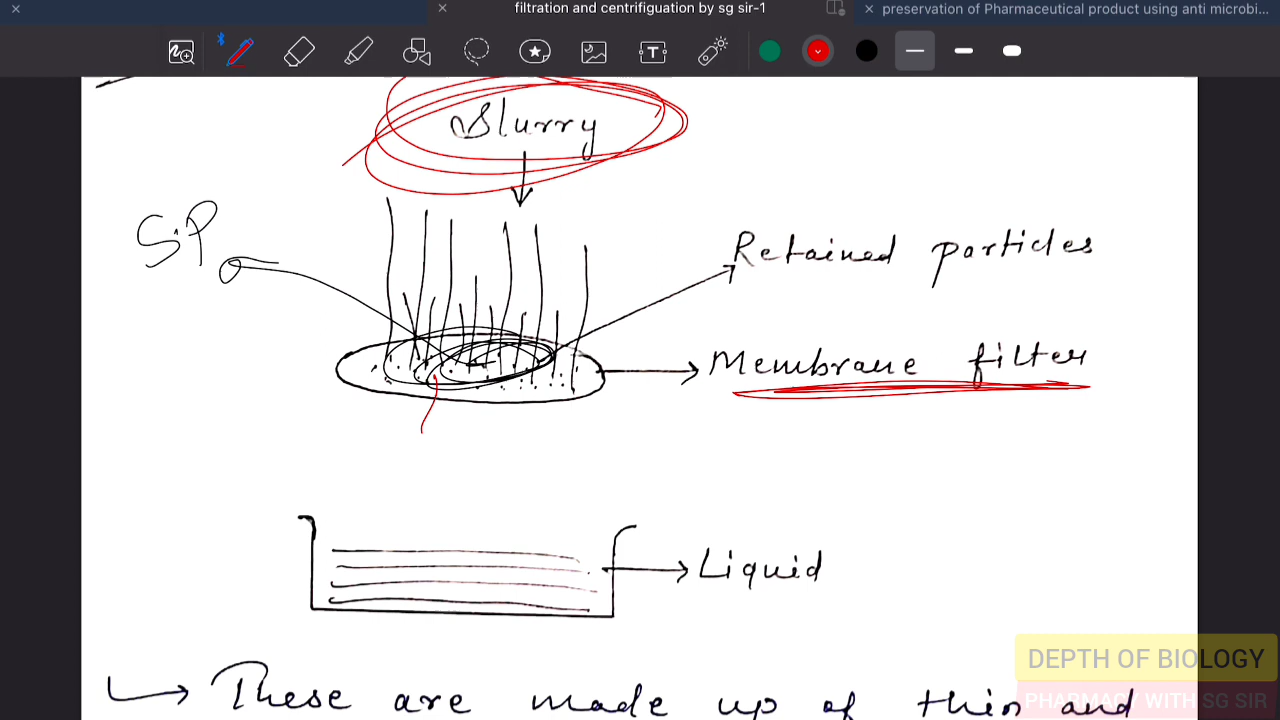 filtration and centrifiguation by sg sir-1
preservation of Pharmaceutical product using anti microbi...
Slurry
S.P
Retained particles
Membrane filter
Liquid
These are made up of thin and
DEPTH OF BIOLOGY
PHARMACY WITH SG SIR